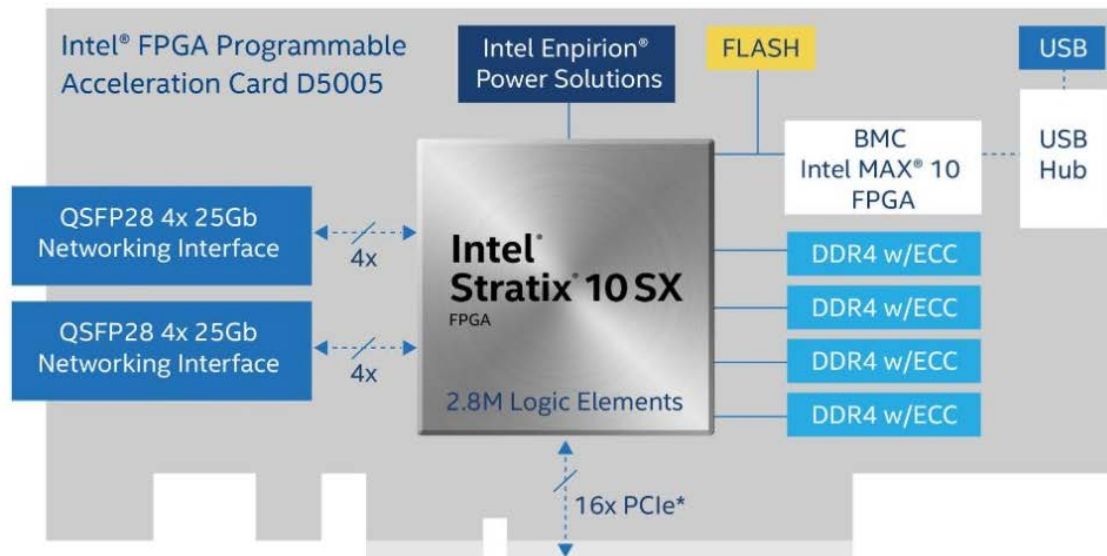 Intel® FPGA Programmable
Acceleration Card D5005
Intel Enpirion®
Power Solutions
FLASH
USB
BMC
Intel MAX® 10
FPGA
USB
Hub
QSFP28 4x 25Gb
Networking Interface
4x
QSFP28 4x 25Gb
Networking Interface
4x
Intel®
Stratix® 10 SX
FPGA
2.8M Logic Elements
DDR4 w/ECC
DDR4 w/ECC
DDR4 w/ECC
DDR4 w/ECC
16x PCIe*